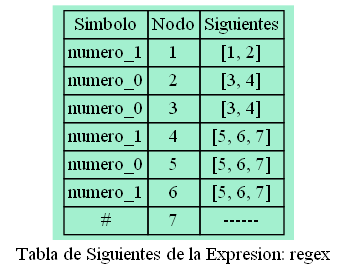 Simbolo Nodo Siguientes
numero_1 1 [1, 2]
numero_0 2 [3, 4]
numero_0 3 [3, 4]
numero_1 4 [5, 6, 7]
numero_0 5 [5, 6, 7]
numero_1 6 [5, 6, 7]
# 7 ------
Tabla de Siguientes de la Expresion: regex